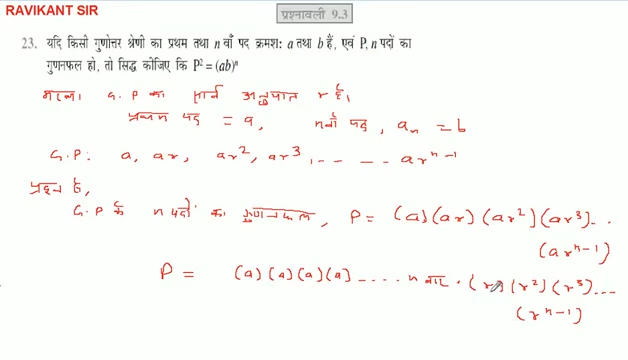 RAVIKANT SIR
प्रश्नावली 9.3
23. यदि किसी गुणोत्तर श्रेणी का प्रथम तथा n वाँ पद क्रमश: a तथा b हैं, एवं P, n पदों का
गुणनफल हो, तो सिद्ध कीजिए कि P² = (ab)ⁿ
माना G.P का सार्व अनुपात r है।
प्रथम पद = a, nवाँ पद, aₙ = b
G.P: a, ar, ar², ar³, ... ... arⁿ⁻¹
प्रश्न से,
G.P के n पदों का गुणनफल, P = (a)(ar)(ar²)(ar³)...
(arⁿ⁻¹)
P = (a)(a)(a)(a) .... n बार . (r)(r²)(r³)...
(rⁿ⁻¹)